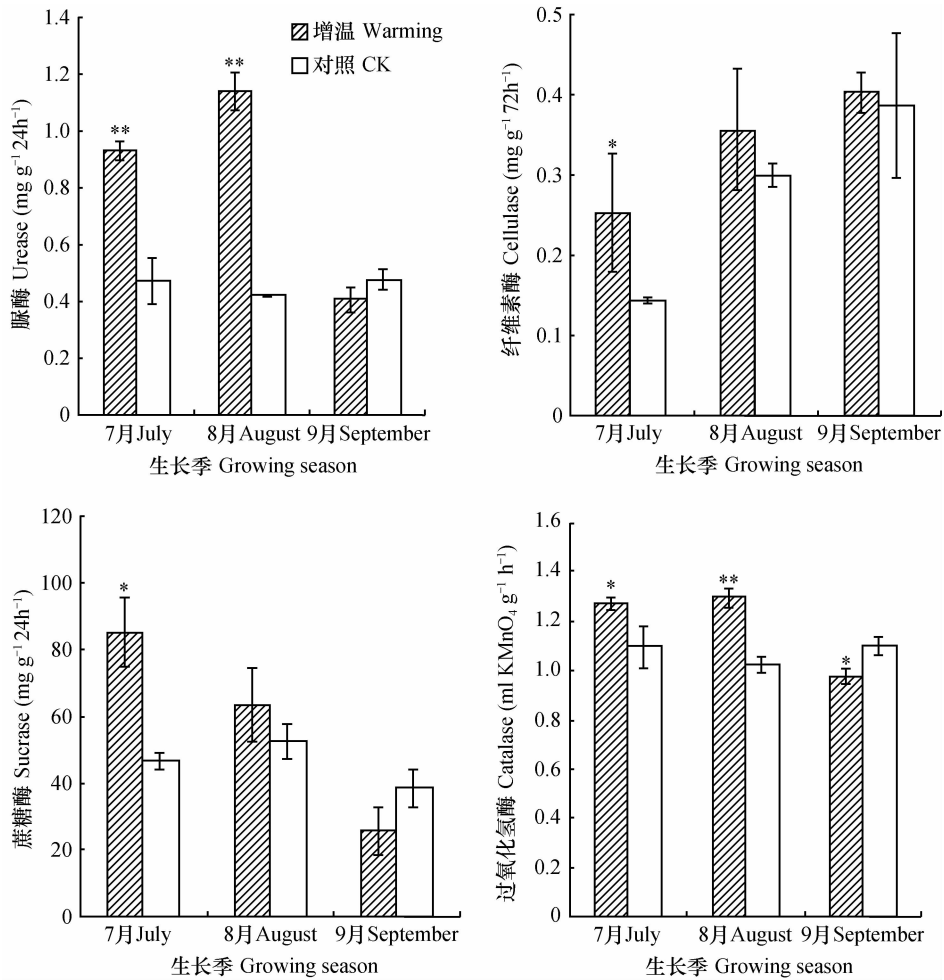 1.4
1.2
1.0
0.8
0.6
0.4
0.2
0
脲酶 Urease (mg g⁻¹ 24h⁻¹)
增温 Warming
对照 CK
**
**
7月July 8月August 9月September
生长季 Growing season
0.5
0.4
0.3
0.2
0.1
0
纤维素酶 Cellulase (mg g⁻¹ 72h⁻¹)
*
7月July 8月August 9月September
生长季 Growing season
120
100
80
60
40
20
0
蔗糖酶 Sucrase (mg g⁻¹ 24h⁻¹)
*
7月July 8月August 9月September
生长季 Growing season
1.6
1.4
1.2
1.0
0.8
0.6
0.4
0.2
0
过氧化氢酶 Catalase (ml KMnO₄ g⁻¹ h⁻¹)
*
**
*
7月July 8月August 9月September
生长季 Growing season